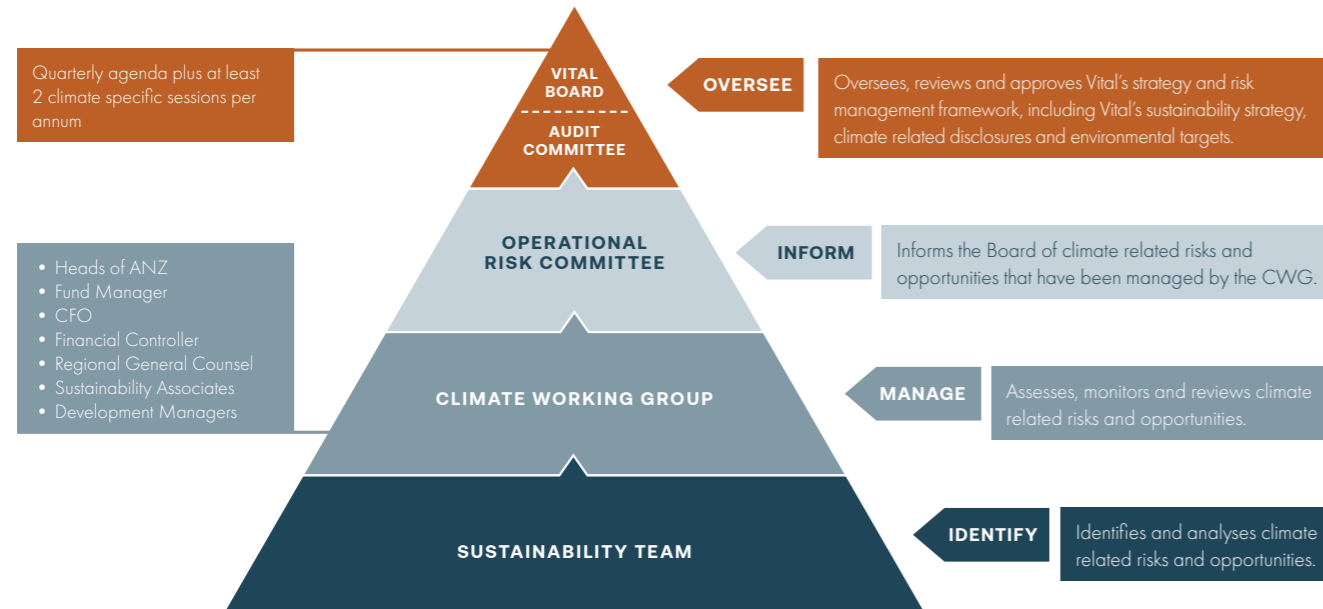 Quarterly agenda plus at least
2 climate specific sessions per
annum
VITAL
BOARD
AUDIT
COMMITTEE
OVERSEE
Oversees, reviews and approves Vital's strategy and risk
management framework, including Vital's sustainability strategy,
climate related disclosures and environmental targets.
OPERATIONAL
RISK COMMITTEE
INFORM
Informs the Board of climate related risks and
opportunities that have been managed by the CWG.
• Heads of ANZ
• Fund Manager
• CFO
• Financial Controller
• Regional General Counsel
• Sustainability Associates
• Development Managers
CLIMATE WORKING GROUP
MANAGE
Assesses, monitors and reviews climate
related risks and opportunities.
SUSTAINABILITY TEAM
IDENTIFY
Identifies and analyses climate
related risks and opportunities.